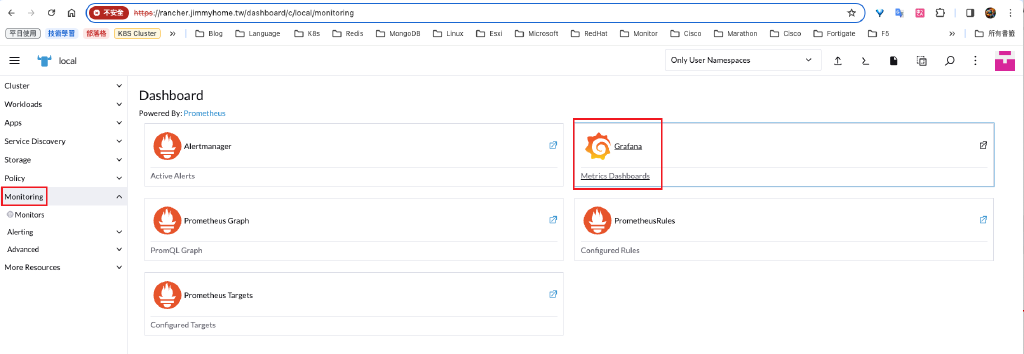 不安全 https://rancher.jimmyhome.tw/dashboard/c/local/monitoring
平日使用 技術學習 部落格 K8S Cluster » Blog Language K8s Redis MongoDB Linux Esxi Microsoft RedHat Monitor Cisco Marathon Cisco Fortigate F5 » 所有書籤
local Only User Namespaces
Cluster
Workloads
Apps
Service Discovery
Storage
Policy
Monitoring
Monitors
Alerting
Advanced
More Resources
Dashboard
Powered By: Prometheus
Alertmanager
Active Alerts
Grafana
Metrics Dashboards
Prometheus Graph
PromQL Graph
PrometheusRules
Configured Rules
Prometheus Targets
Configured Targets